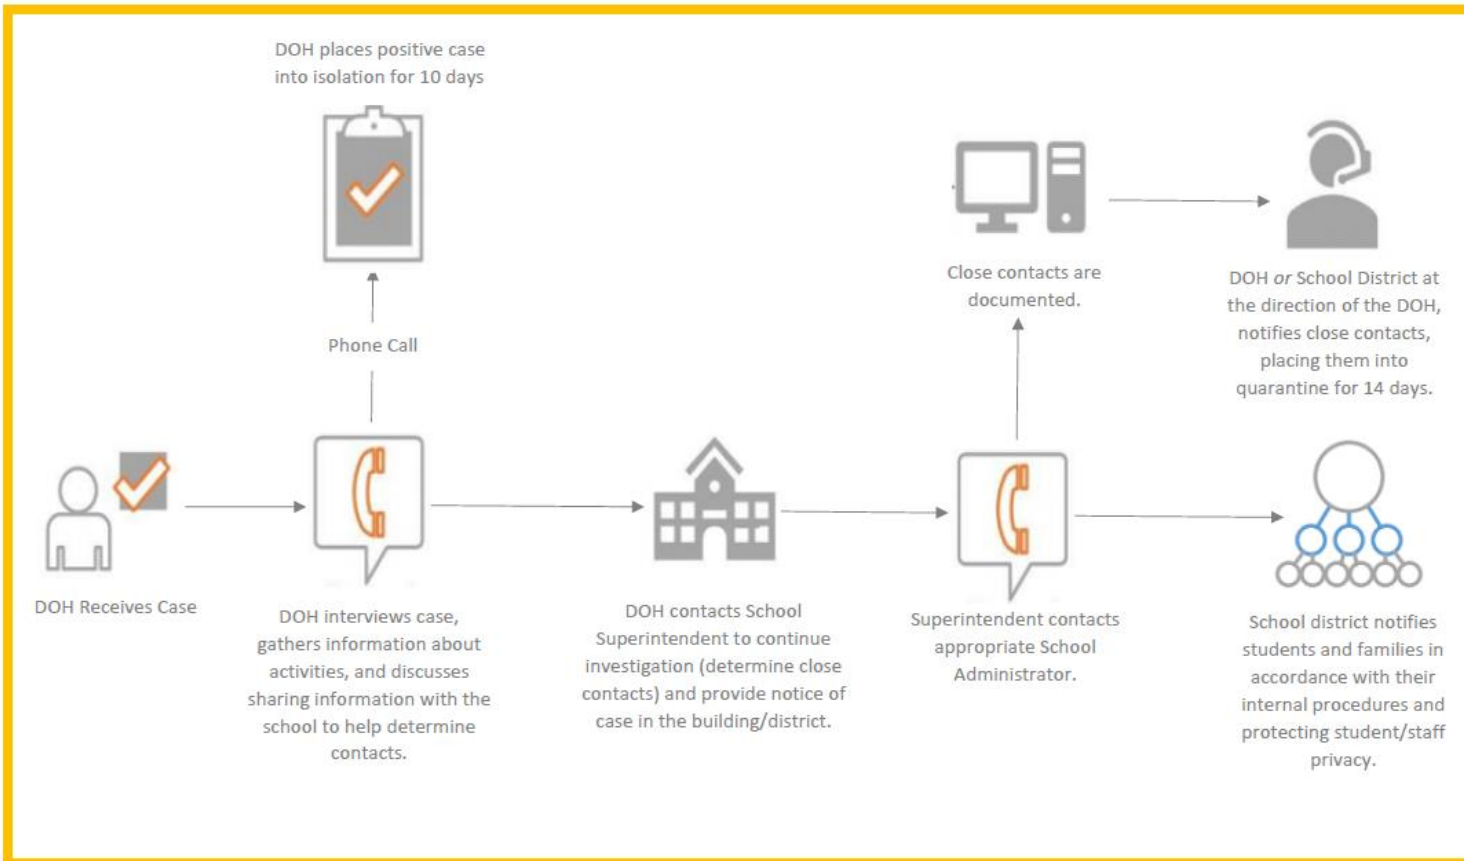 DOH places positive case
into isolation for 10 days
Phone Call
DOH Receives Case
DOH interviews case,
gathers information about
activities, and discusses
sharing information with the
school to help determine
contacts.
DOH contacts School
Superintendent to continue
investigation (determine close
contacts) and provide notice of
case in the building/district.
Superintendent contacts
appropriate School
Administrator.
Close contacts are
documented.
DOH or School District at
the direction of the DOH,
notifies close contacts,
placing them into
quarantine for 14 days.
School district notifies
students and families in
accordance with their
internal procedures and
protecting student/staff
privacy.